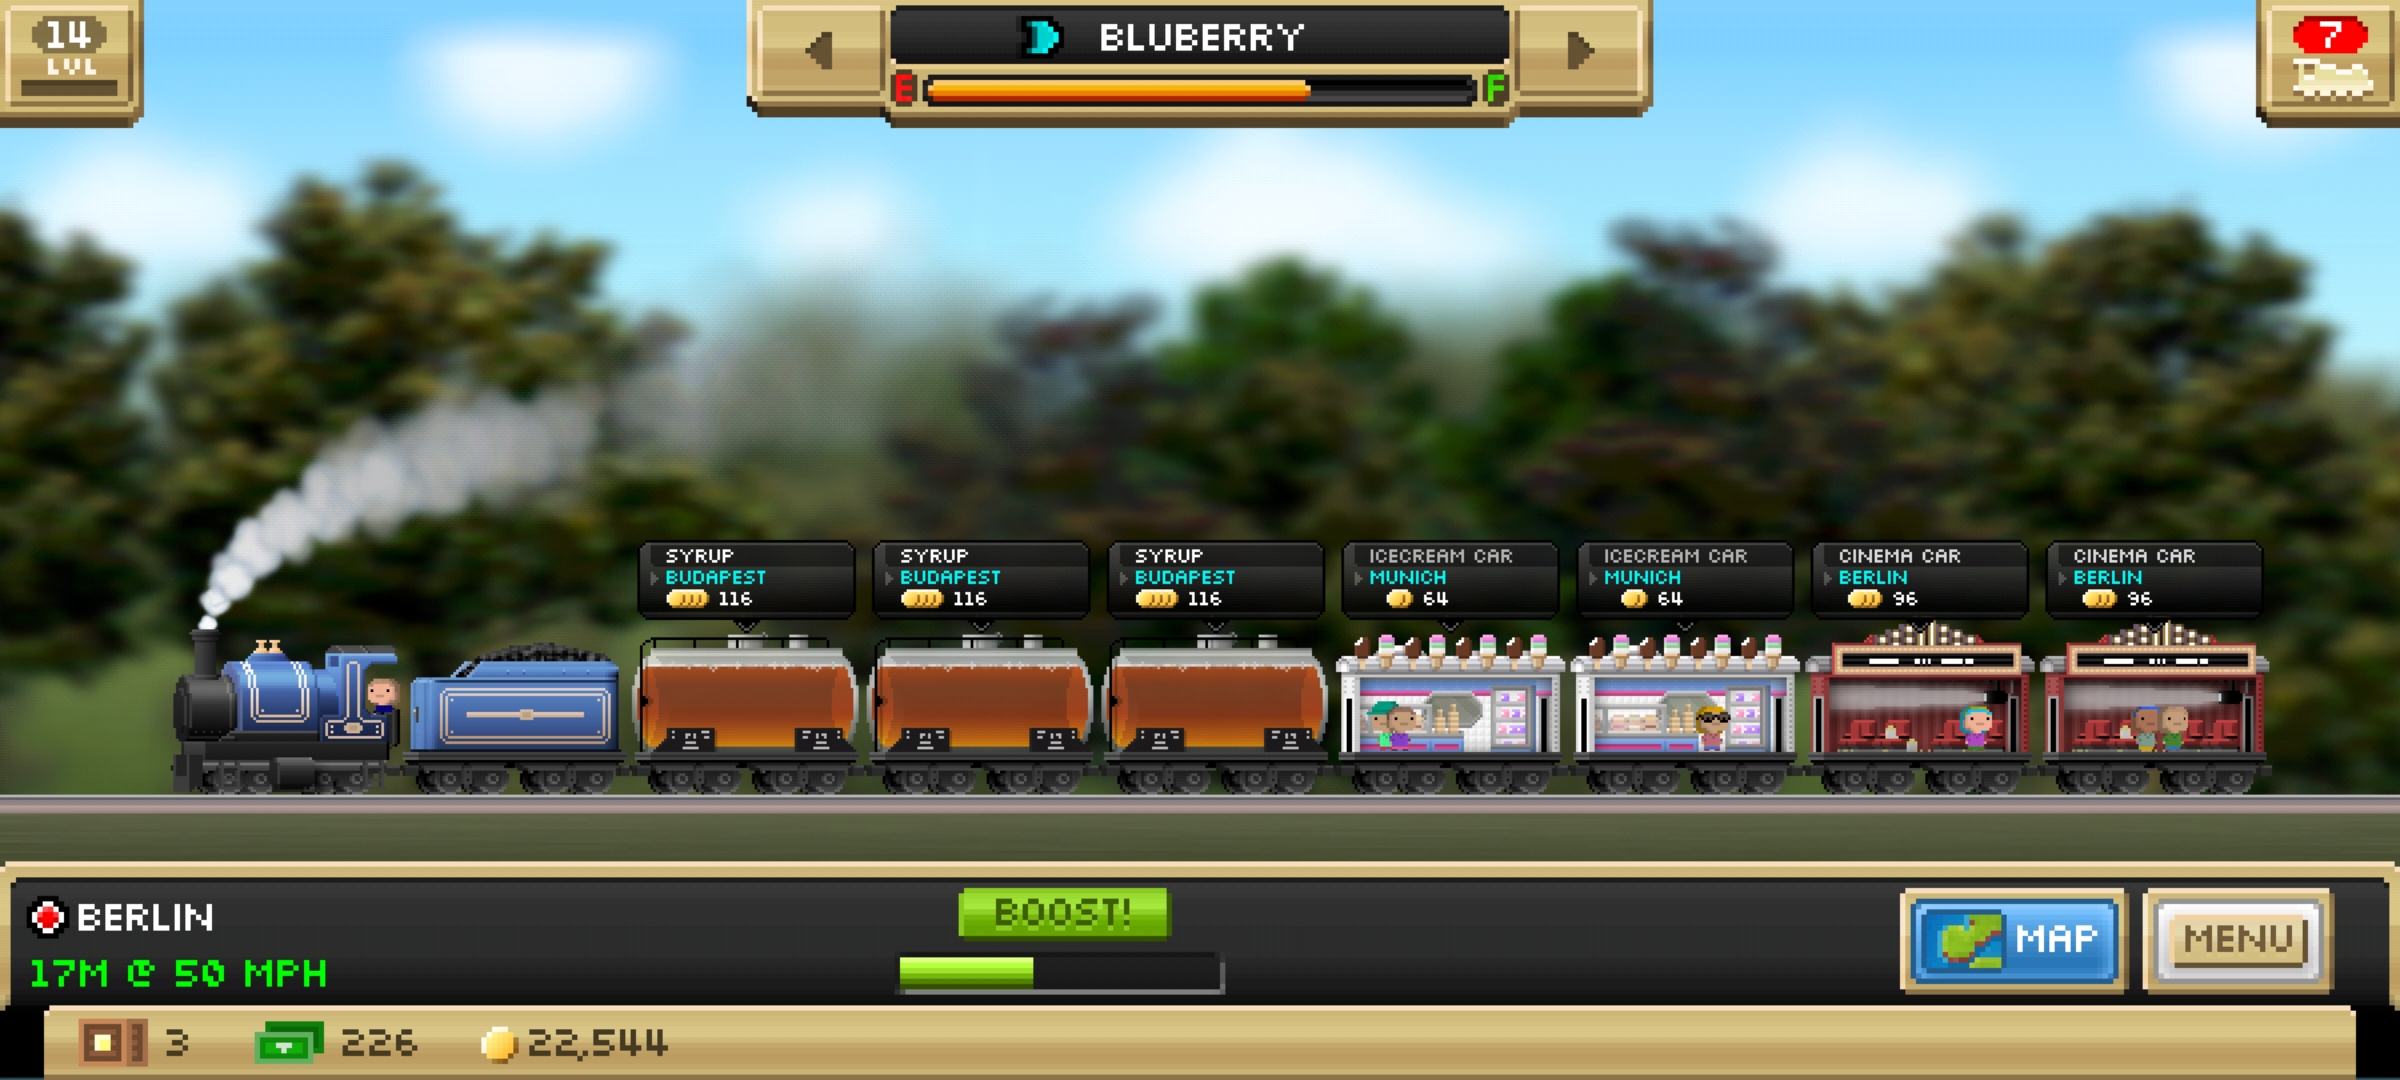 14
LVL
BLUBERRY
E
F
7
SYRUP
BUDAPEST
116
SYRUP
BUDAPEST
116
SYRUP
BUDAPEST
116
ICECREAM CAR
MUNICH
64
ICECREAM CAR
MUNICH
64
CINEMA CAR
BERLIN
96
CINEMA CAR
BERLIN
96
BERLIN
17M @ 50 MPH
BOOST!
MAP
MENU
3
226
22,544